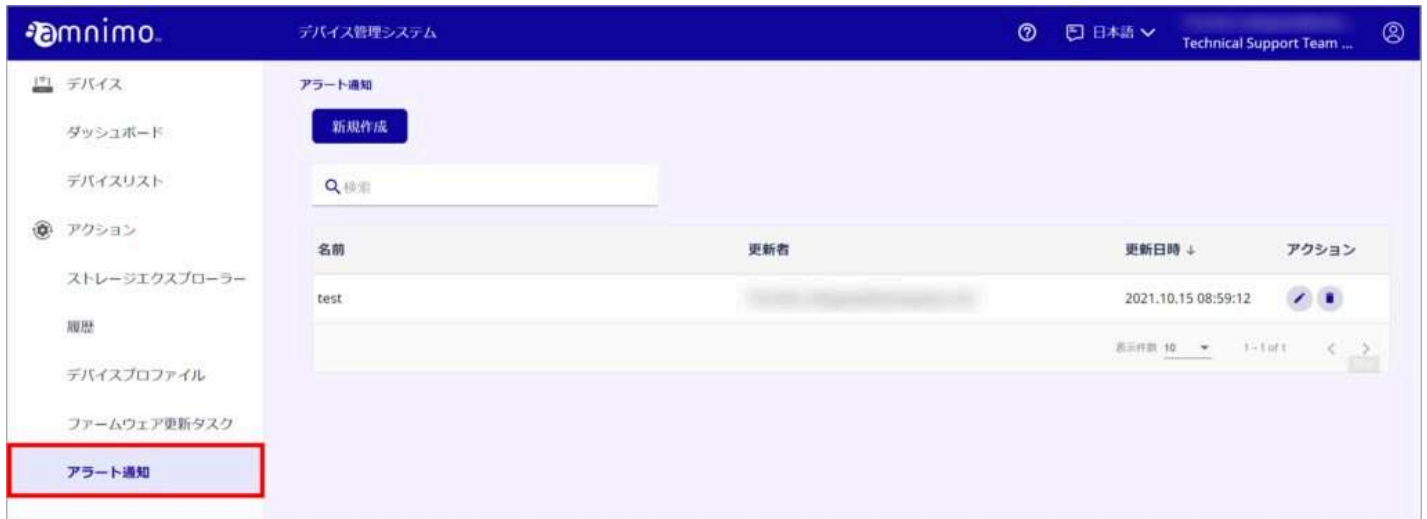 amnimo
デバイス管理システム
日本語
Technical Support Team ...
デバイス
ダッシュボード
デバイスリスト
アクション
ストレージエクスプローラー
履歴
デバイスプロファイル
ファームウェア更新タスク
アラート通知
アラート通知
新規作成
検索
名前 更新者 更新日時 ↓ アクション
test 2021.10.15 08:59:12
表示件数 10 1-1 of 1